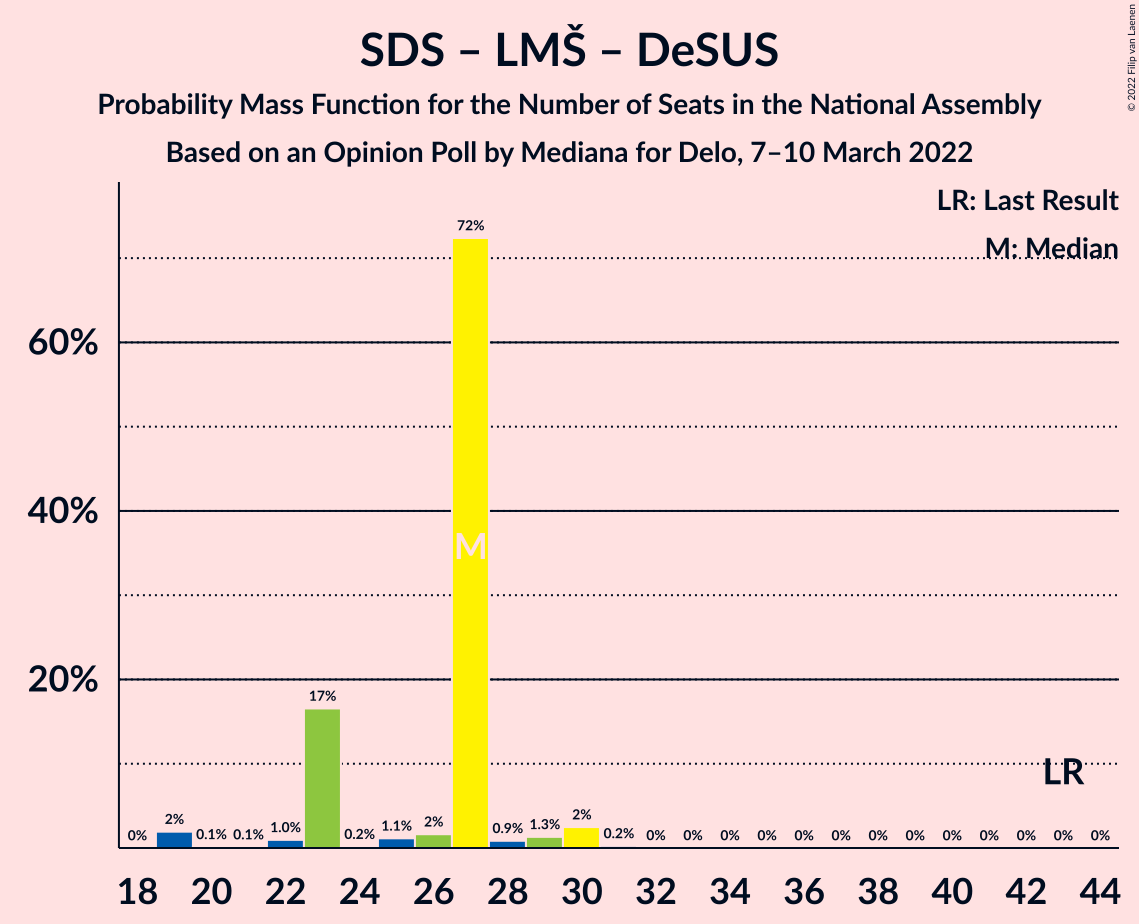 SDS – LMŠ – DeSUS
Probability Mass Function for the Number of Seats in the National Assembly
Based on an Opinion Poll by Mediana for Delo, 7–10 March 2022
© 2022 Filip van Laenen
LR: Last Result
M: Median
60%
40%
20%
0% 2% 0.1% 0.1% 1.0% 17% 0.2% 1.1% 2% 72% 0.9% 1.3% 2% 0.2% 0% 0% 0% 0% 0% 0% 0% 0% 0% 0% 0% 0% 0%
M
LR
18 20 22 24 26 28 30 32 34 36 38 40 42 44